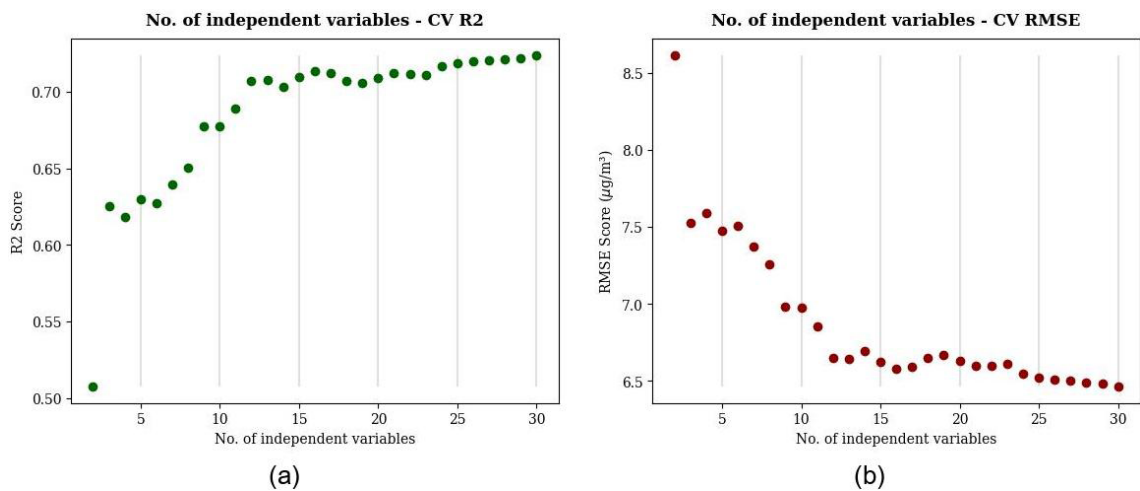 No. of independent variables - CV R2
R2 Score
0.70
0.65
0.60
0.55
0.50
5 10 15 20 25 30
No. of independent variables
(a)
No. of independent variables - CV RMSE
RMSE Score (μg/m³)
8.5
8.0
7.5
7.0
6.5
5 10 15 20 25 30
No. of independent variables
(b)